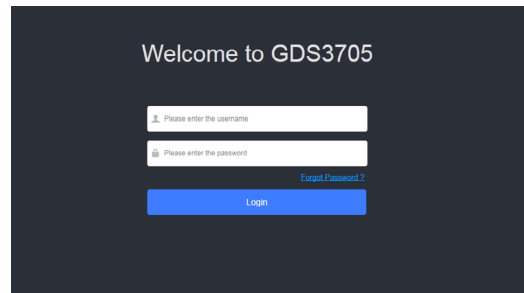 Welcome to GDS3705
Please enter the username
Please enter the password
Forgot Password ?
Login